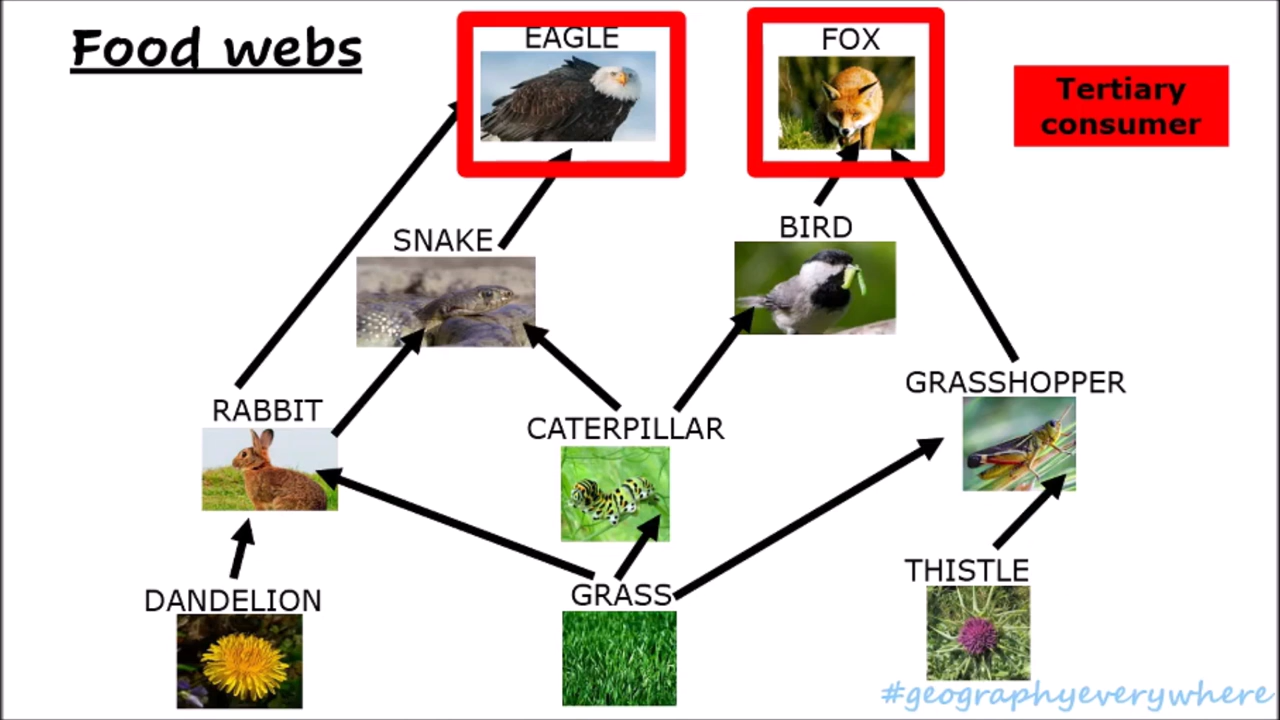 Food webs
EAGLE
FOX
Tertiary
consumer
SNAKE
BIRD
RABBIT
CATERPILLAR
GRASSHOPPER
DANDELION
GRASS
THISTLE
#geographyeverywhere